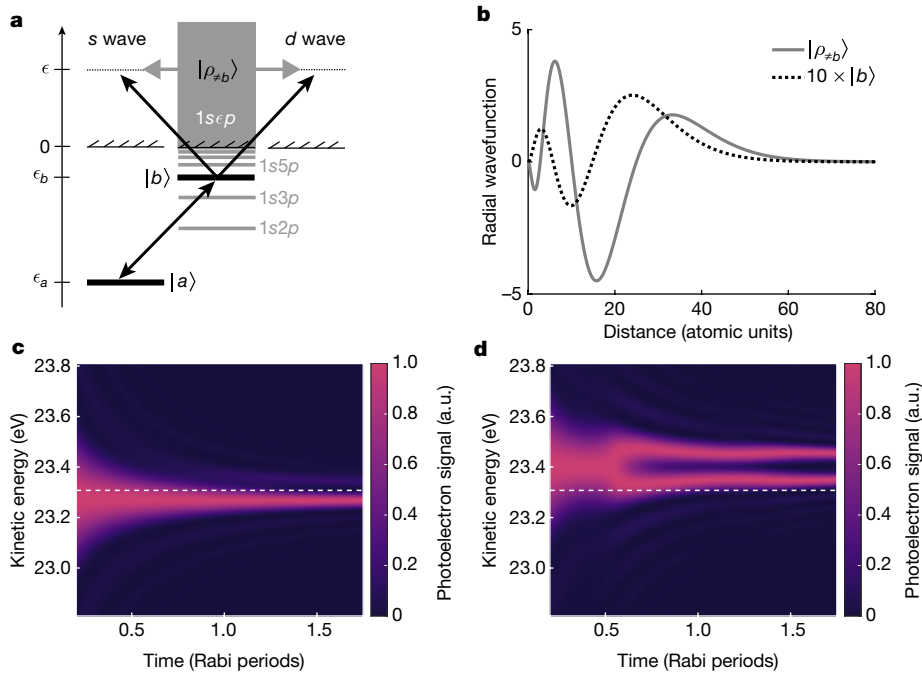 a
s wave
d wave
ϵ
|ρ≠b⟩
1sϵp
0
1s5p
ϵb
|b⟩
1s3p
1s2p
ϵa
|a⟩
b
Radial wavefunction
5
0
−5
0
20
40
60
80
Distance (atomic units)
|ρ≠b⟩
10 × |b⟩
c
Kinetic energy (eV)
23.8
23.6
23.4
23.2
23.0
0.5
1.0
1.5
Time (Rabi periods)
1.0
0.8
0.6
0.4
0.2
0
Photoelectron signal (a.u.)
d
Kinetic energy (eV)
23.8
23.6
23.4
23.2
23.0
0.5
1.0
1.5
Time (Rabi periods)
1.0
0.8
0.6
0.4
0.2
0
Photoelectron signal (a.u.)